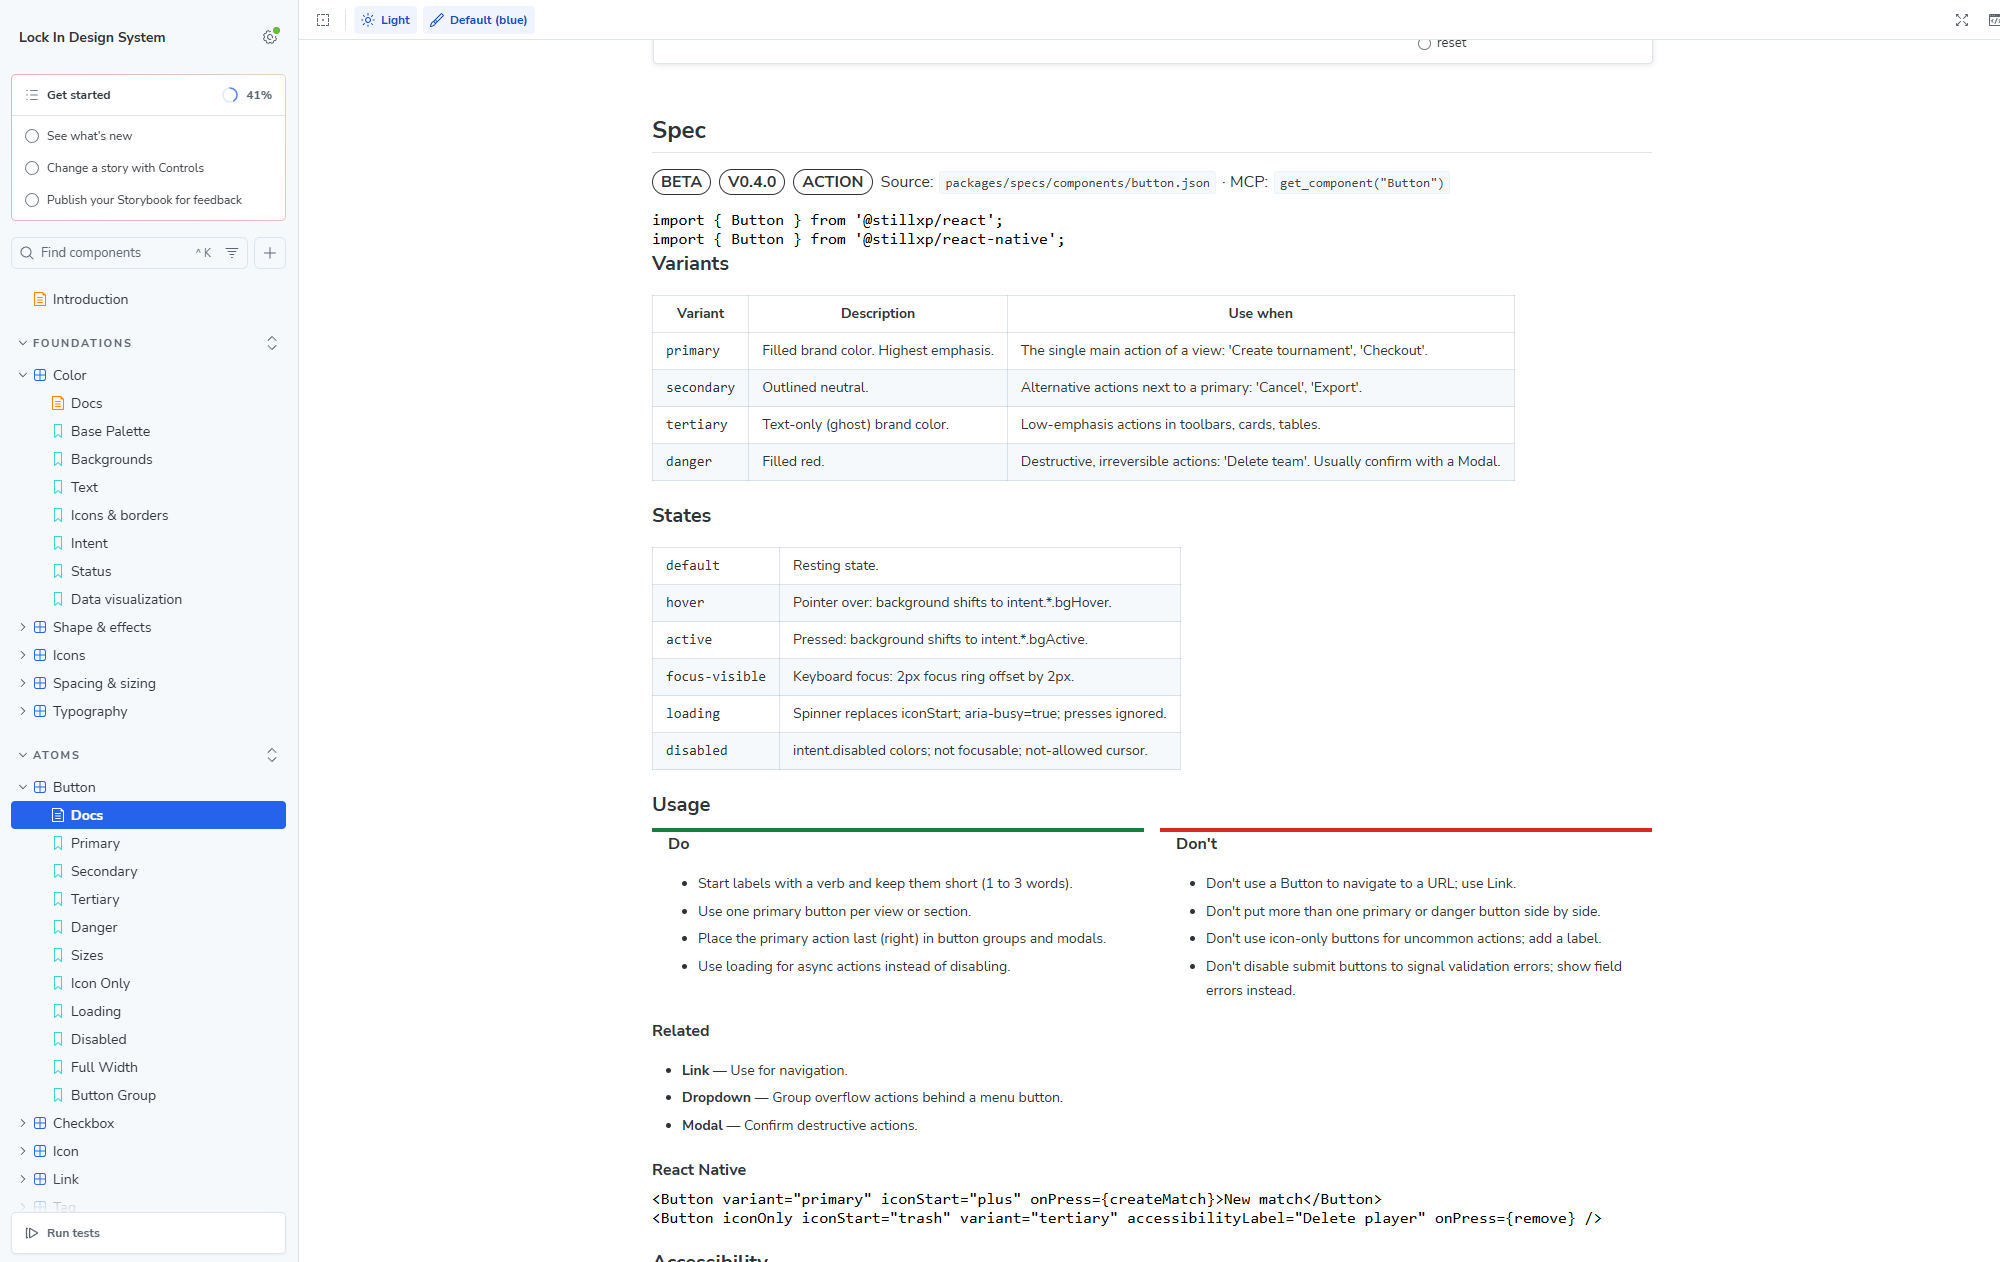 Lock In Design System
Get started 41%
See what's new
Change a story with Controls
Publish your Storybook for feedback
Find components ^ K
Introduction
FOUNDATIONS
Color
Docs
Base Palette
Backgrounds
Text
Icons & borders
Intent
Status
Data visualization
Shape & effects
Icons
Spacing & sizing
Typography
ATOMS
Button
Docs
Primary
Secondary
Tertiary
Danger
Sizes
Icon Only
Loading
Disabled
Full Width
Button Group
Checkbox
Icon
Link
Tag
Run tests
Light Default (blue)
reset
Spec
BETA V0.4.0 ACTION Source: packages/specs/components/button.json · MCP: get_component("Button")
import { Button } from '@stillxp/react';
import { Button } from '@stillxp/react-native';
Variants
Variant Description Use when
primary Filled brand color. Highest emphasis. The single main action of a view: 'Create tournament', 'Checkout'.
secondary Outlined neutral. Alternative actions next to a primary: 'Cancel', 'Export'.
tertiary Text-only (ghost) brand color. Low-emphasis actions in toolbars, cards, tables.
danger Filled red. Destructive, irreversible actions: 'Delete team'. Usually confirm with a Modal.
States
default Resting state.
hover Pointer over: background shifts to intent.*.bgHover.
active Pressed: background shifts to intent.*.bgActive.
focus-visible Keyboard focus: 2px focus ring offset by 2px.
loading Spinner replaces iconStart; aria-busy=true; presses ignored.
disabled intent.disabled colors; not focusable; not-allowed cursor.
Usage
Do
Start labels with a verb and keep them short (1 to 3 words).
Use one primary button per view or section.
Place the primary action last (right) in button groups and modals.
Use loading for async actions instead of disabling.
Don't
Don't use a Button to navigate to a URL; use Link.
Don't put more than one primary or danger button side by side.
Don't use icon-only buttons for uncommon actions; add a label.
Don't disable submit buttons to signal validation errors; show field
errors instead.
Related
Link — Use for navigation.
Dropdown — Group overflow actions behind a menu button.
Modal — Confirm destructive actions.
React Native
<Button variant="primary" iconStart="plus" onPress={createMatch}>New match</Button>
<Button iconOnly iconStart="trash" variant="tertiary" accessibilityLabel="Delete player" onPress={remove} />
Accessibility